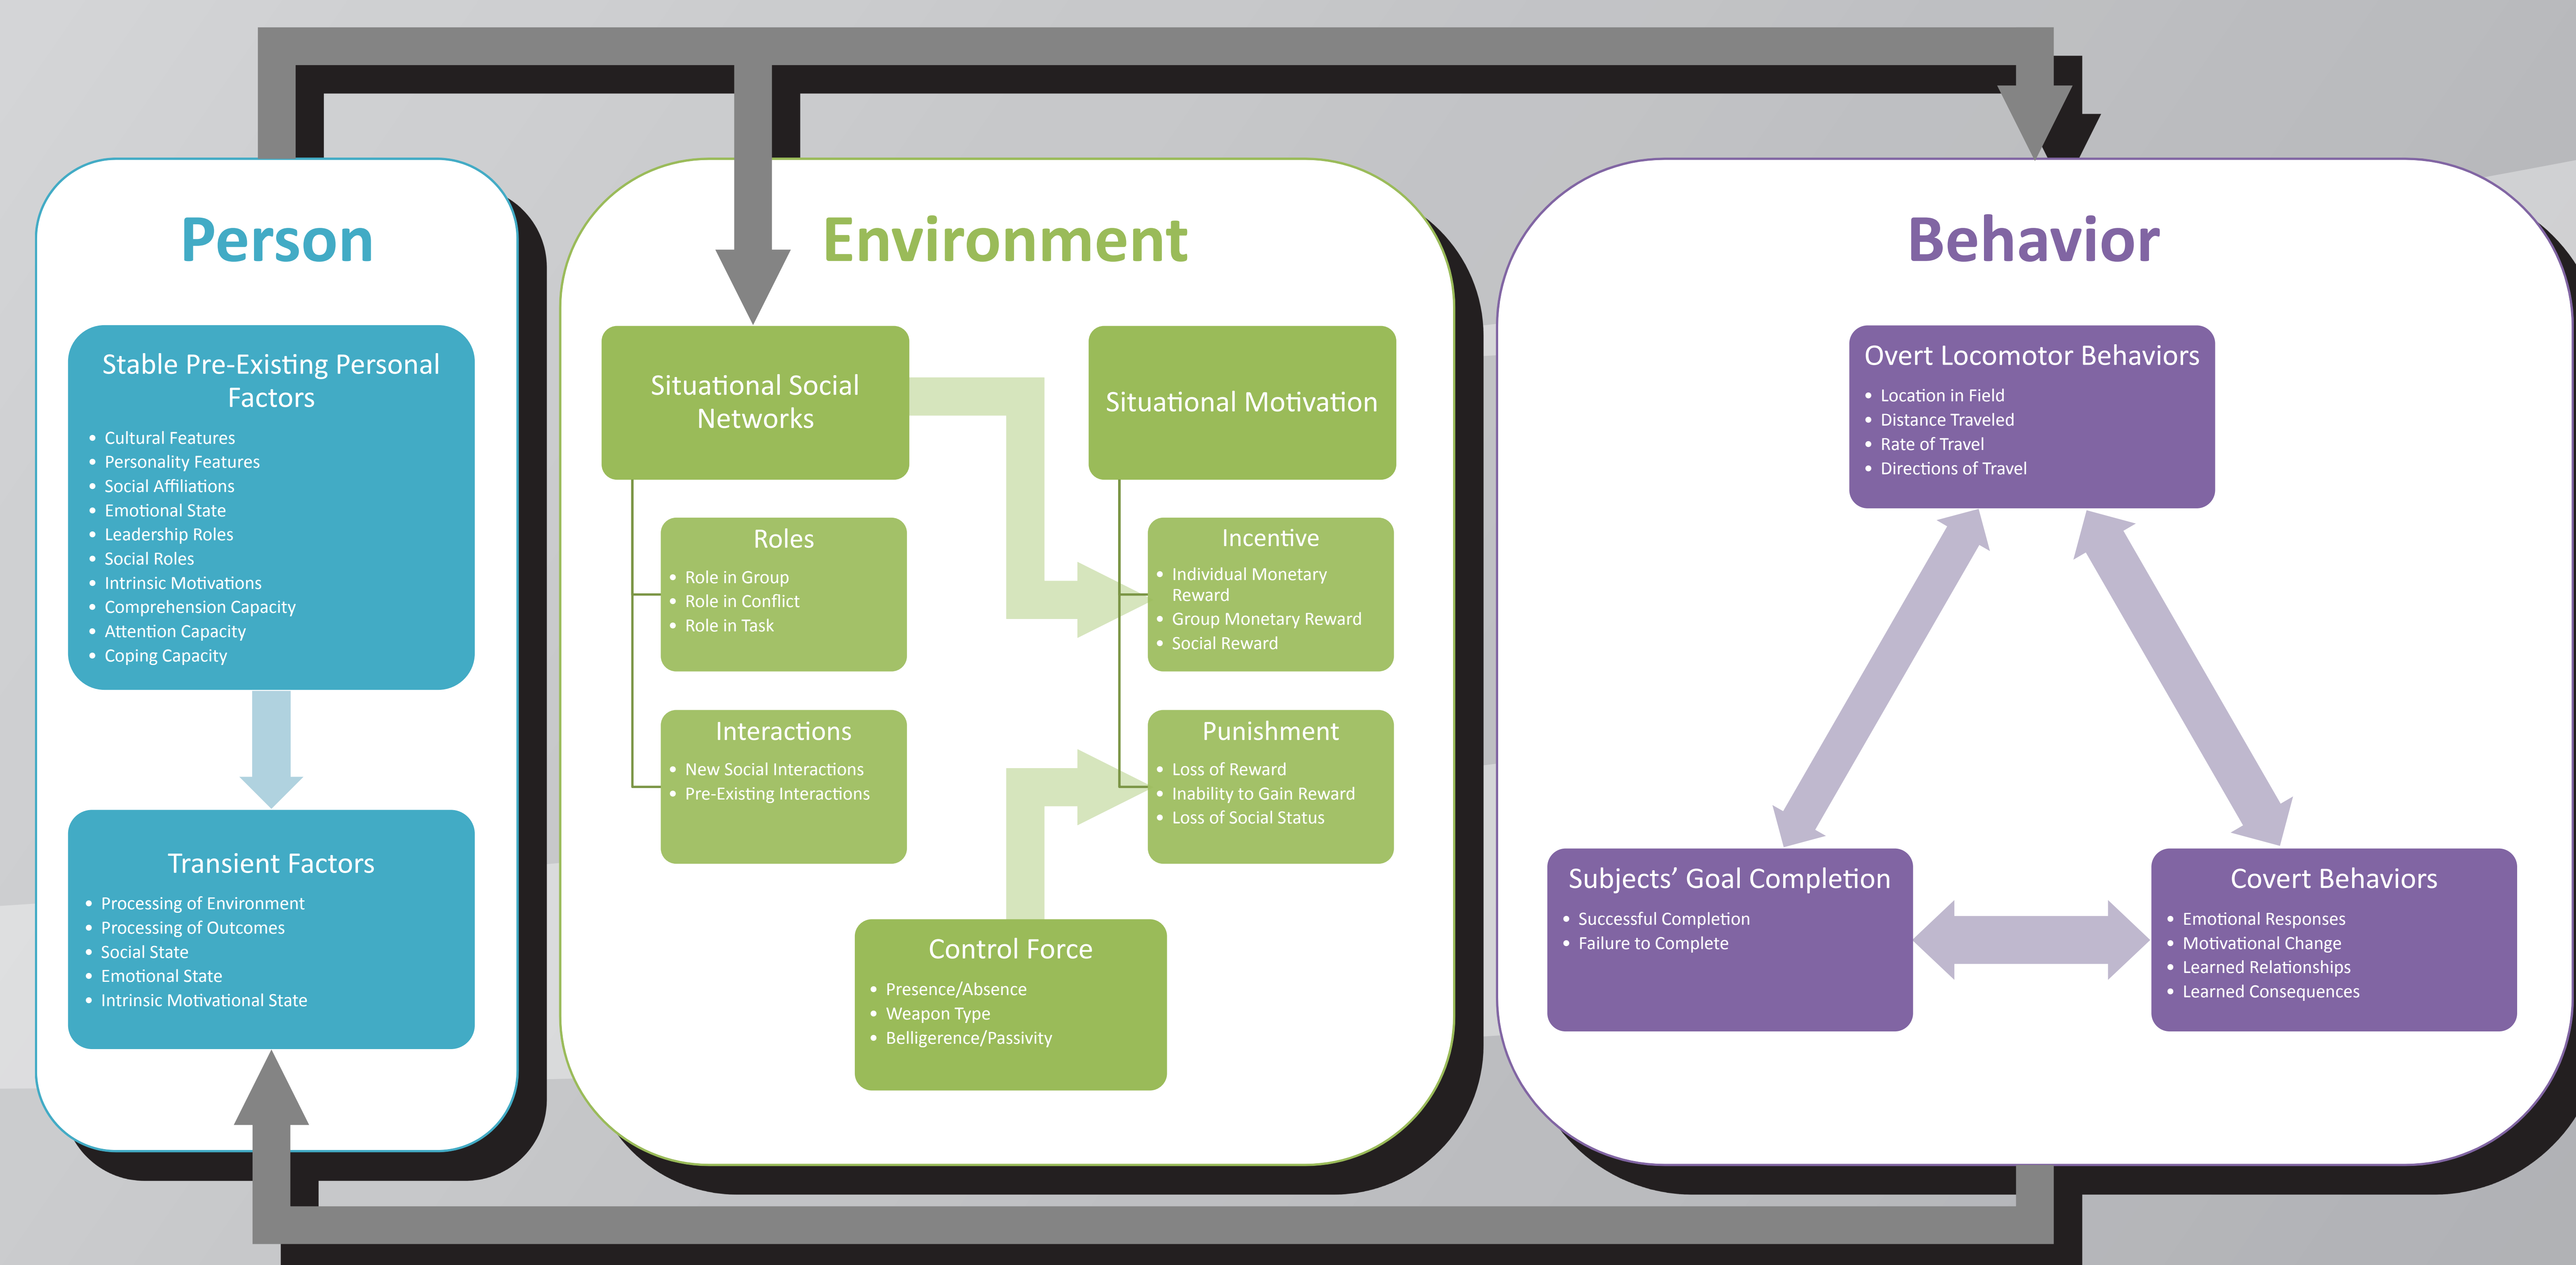 Person
Stable Pre-Existing Personal
Factors
• Cultural Features
• Personality Features
• Social Affiliations
• Emotional State
• Leadership Roles
• Social Roles
• Intrinsic Motivations
• Comprehension Capacity
• Attention Capacity
• Coping Capacity
Transient Factors
• Processing of Environment
• Processing of Outcomes
• Social State
• Emotional State
• Intrinsic Motivational State
Environment
Situational Social
Networks
Roles
• Role in Group
• Role in Conflict
• Role in Task
Interactions
• New Social Interactions
• Pre-Existing Interactions
Situational Motivation
Incentive
• Individual Monetary
Reward
• Group Monetary Reward
• Social Reward
Punishment
• Loss of Reward
• Inability to Gain Reward
• Loss of Social Status
Control Force
• Presence/Absence
• Weapon Type
• Belligerence/Passivity
Behavior
Overt Locomotor Behaviors
• Location in Field
• Distance Traveled
• Rate of Travel
• Directions of Travel
Subjects’ Goal Completion
• Successful Completion
• Failure to Complete
Covert Behaviors
• Emotional Responses
• Motivational Change
• Learned Relationships
• Learned Consequences